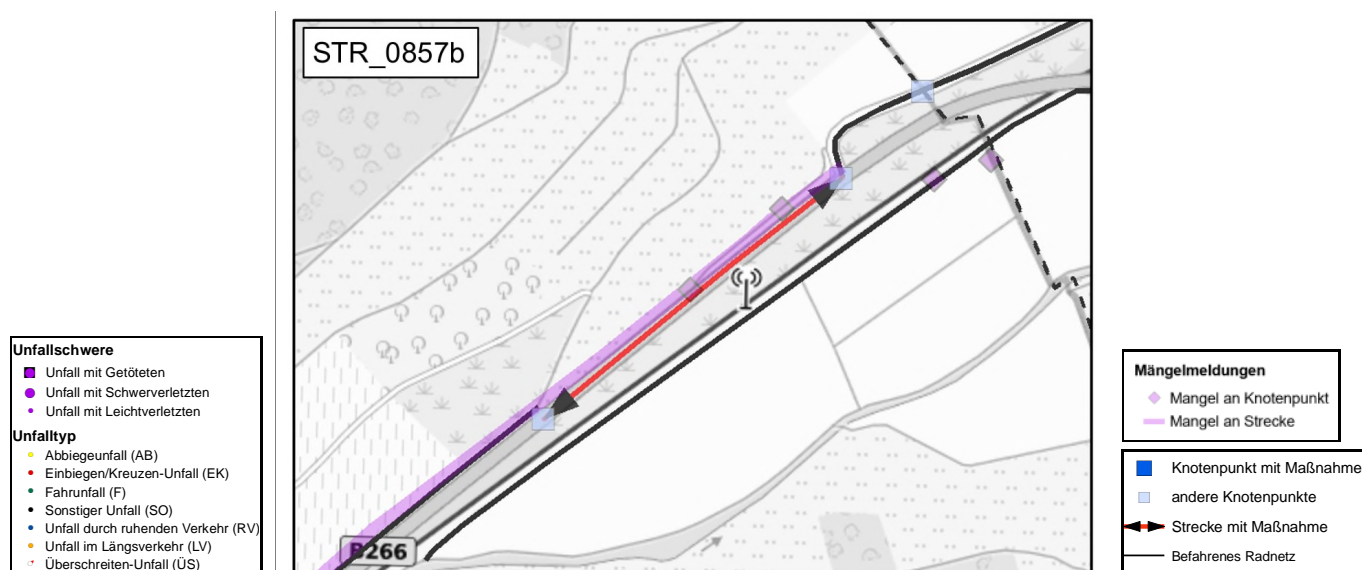 STR_0857b
B266
Unfallschwere
Unfall mit Getöteten
Unfall mit Schwerverletzten
Unfall mit Leichtverletzten
Unfalltyp
Abbiegeunfall (AB)
Einbiegen/Kreuzen-Unfall (EK)
Fahrunfall (F)
Sonstiger Unfall (SO)
Unfall durch ruhenden Verkehr (RV)
Unfall im Längsverkehr (LV)
Überschreiten-Unfall (ÜS)
Mängelmeldungen
Mangel an Knotenpunkt
Mangel an Strecke
Knotenpunkt mit Maßnahme
andere Knotenpunkte
Strecke mit Maßnahme
Befahrenes Radnetz